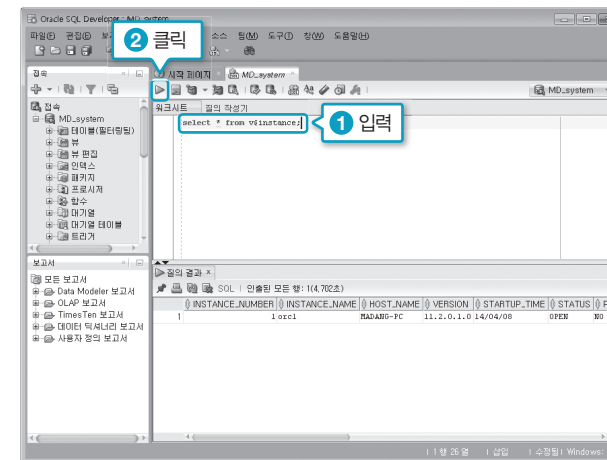 Oracle SQL Developer : MD_system
파일(F) 편집(E) 소스 팀(M) 도구(T) 창(W) 도움말(H)
2 클릭
접속
시작 페이지
MD_system
MD_system
워크시트 질의 작성기
select * from v$instance;
1 입력
접속
MD_system
테이블(필터링됨)
뷰
뷰 편집
인덱스
패키지
프로시저
함수
대기열
대기열 테이블
트리거
보고서
모든 보고서
Data Modeler 보고서
OLAP 보고서
TimesTen 보고서
데이터 딕셔너리 보고서
사용자 정의 보고서
질의 결과 ×
SQL | 인출된 모든 행: 1(4,702초)
INSTANCE_NUMBER INSTANCE_NAME HOST_NAME VERSION STARTUP_TIME STATUS
1 1 orcl MADANG-PC 11.2.0.1.0 14/04/08 OPEN NO
1 행 26 열 | 삽입 | 수정됨 | Windows: